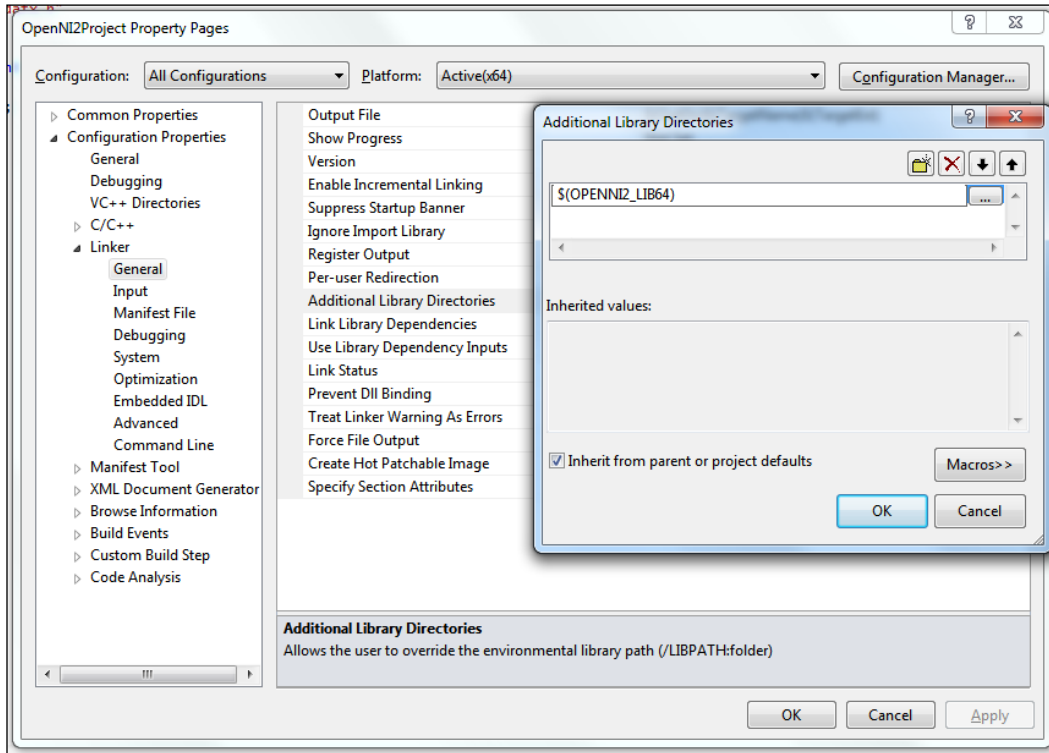 OpenNI2Project Property Pages
Configuration: All Configurations Platform: Active(x64) Configuration Manager...
Common Properties
Configuration Properties
General
Debugging
VC++ Directories
C/C++
Linker
General
Input
Manifest File
Debugging
System
Optimization
Embedded IDL
Advanced
Command Line
Manifest Tool
XML Document Generator
Browse Information
Build Events
Custom Build Step
Code Analysis
Output File
Show Progress
Version
Enable Incremental Linking
Suppress Startup Banner
Ignore Import Library
Register Output
Per-user Redirection
Additional Library Directories
Link Library Dependencies
Use Library Dependency Inputs
Link Status
Prevent Dll Binding
Treat Linker Warning As Errors
Force File Output
Create Hot Patchable Image
Specify Section Attributes
Additional Library Directories
$(OPENNI2_LIB64)
...
Inherited values:
Inherit from parent or project defaults
Macros>>
OK Cancel
Additional Library Directories
Allows the user to override the environmental library path (/LIBPATH:folder)
OK Cancel Apply